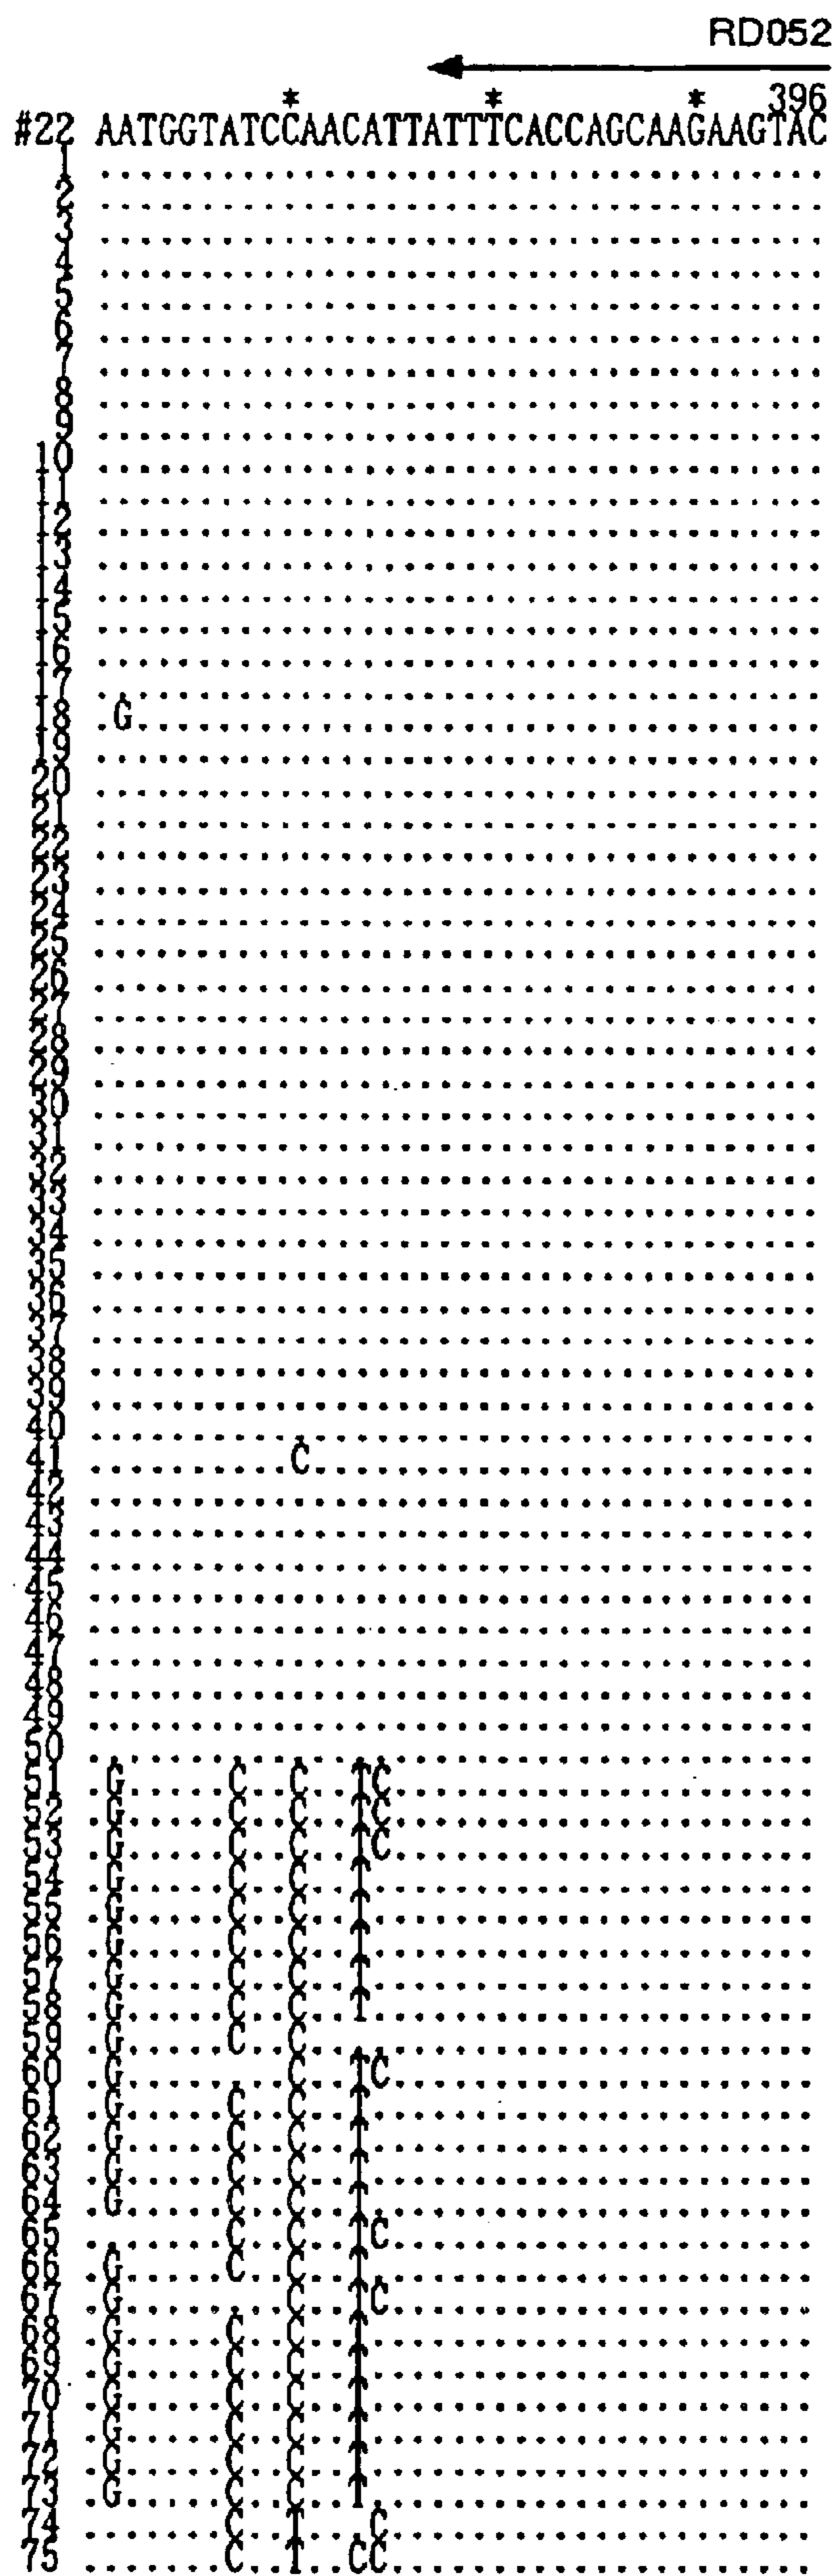 RD052
* * * 396
#22 AATGGTATCCAACATTATTTCACCAGCAAGAAGTAC
1 ....................................
2 ....................................
3 ....................................
4 ....................................
5 ....................................
6 ....................................
7 ....................................
8 ....................................
9 ....................................
10 ....................................
11 ....................................
12 ....................................
13 ....................................
14 ....................................
15 ....................................
16 ....................................
17 ....................................
18 .G..................................
19 ....................................
20 ....................................
21 ....................................
22 ....................................
23 ....................................
24 ....................................
25 ....................................
26 ....................................
27 ....................................
28 ....................................
29 ....................................
30 ....................................
31 ....................................
32 ....................................
33 ....................................
34 ....................................
35 ....................................
36 ....................................
37 ....................................
38 ....................................
39 ....................................
40 ....................................
41 ..........C.........................
42 ....................................
43 ....................................
44 ....................................
45 ....................................
46 ....................................
47 ....................................
48 ....................................
49 ....................................
50 ....................................
51 .G.....C..C..TC.....................
52 .G.....C..C..TC.....................
53 .G.....C..C..TC.....................
54 .G.....C..C..T......................
55 .G.....C..C..T......................
56 .G.....C..C..T......................
57 .G.....C..C..T......................
58 .G.....C..C..T......................
59 .G.....C..C.........................
60 .G........C..TC.....................
61 .G.....C..C..T......................
62 .G.....C..C..T......................
63 .G.....C..C..T......................
64 .G.....C..C..T......................
65 .......C..C..TC.....................
66 .G.....C..C..T......................
67 .G........C..TC.....................
68 .G.....C..C..T......................
69 .G.....C..C..T......................
70 .G.....C..C..T......................
71 .G.....C..C..T......................
72 .G.....C..C..T......................
73 .G.....C..C..T......................
74 .......C..T...C.....................
75 .......C..T..CC.....................